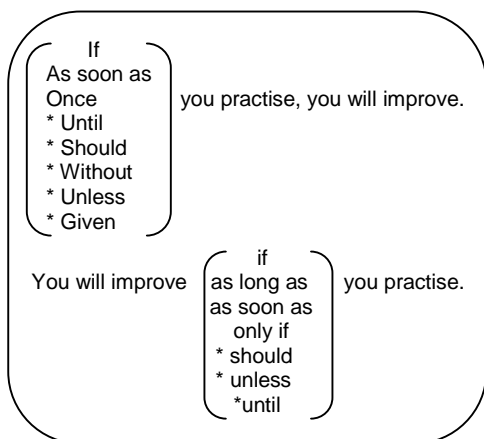 If
As soon as
Once
you practise, you will improve.
* Until
* Should
* Without
* Unless
* Given
if
You will improve
as long as
you practise.
as soon as
only if
* should
* unless
*until